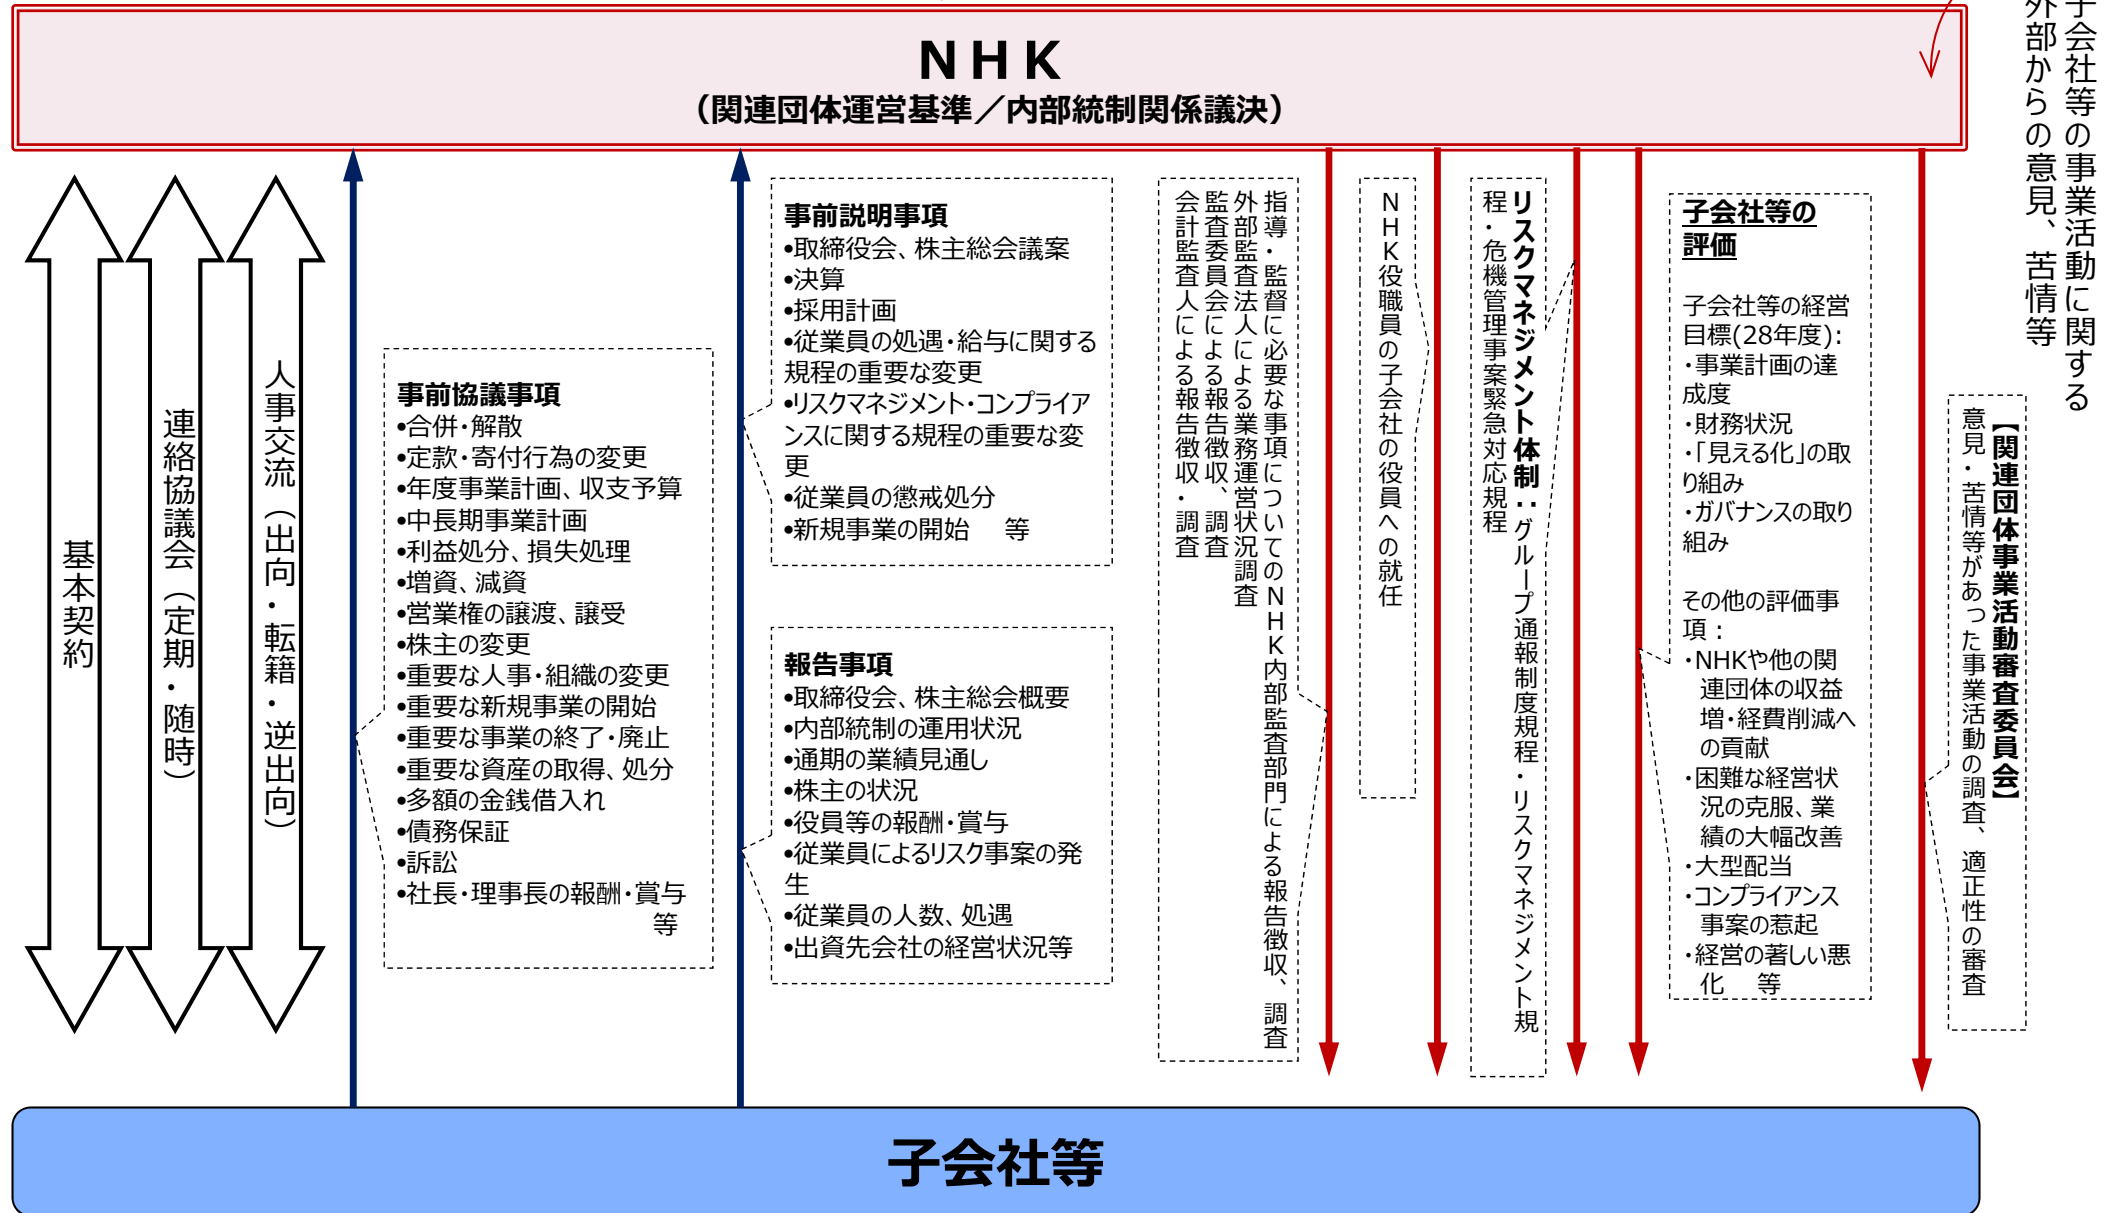 NHK
（関連団体運営基準／内部統制関係議決）
子会社等の事業活動に関する
外部からの意見、苦情等
基本契約
連絡協議会（定期・随時）
人事交流（出向・転籍・逆出向）
事前協議事項
•合併･解散
•定款･寄付行為の変更
•年度事業計画、収支予算
•中長期事業計画
•利益処分、損失処理
•増資、減資
•営業権の譲渡、譲受
•株主の変更
•重要な人事･組織の変更
•重要な新規事業の開始
•重要な事業の終了･廃止
•重要な資産の取得、処分
•多額の金銭借入れ
•債務保証
•訴訟
•社長･理事長の報酬･賞与
等
事前説明事項
•取締役会、株主総会議案
•決算
•採用計画
•従業員の処遇･給与に関する
規程の重要な変更
•リスクマネジメント･コンプライア
ンスに関する規程の重要な変
更
•従業員の懲戒処分
•新規事業の開始　等
報告事項
•取締役会、株主総会概要
•内部統制の運用状況
•通期の業績見通し
•株主の状況
•役員等の報酬･賞与
•従業員によるリスク事案の発
生
•従業員の人数、処遇
•出資先会社の経営状況等
指導・監督に必要な事項についてのNHK内部監査部門による報告徴収、調査
外部監査法人による業務運営状況調査
監査委員会による報告徴収、調査
会計監査人による報告徴収・調査
NHK役職員の子会社の役員への就任
リスクマネジメント体制：グループ通報制度規程・リスクマネジメント規
程・危機管理事案緊急対応規程
子会社等の
評価
子会社等の経営
目標(28年度):
･事業計画の達
成度
･財務状況
･｢見える化｣の取
り組み
･ガバナンスの取り
組み
その他の評価事
項：
･NHKや他の関
連団体の収益
増･経費削減へ
の貢献
･困難な経営状
況の克服、業
績の大幅改善
･大型配当
･コンプライアンス
事案の惹起
･経営の著しい悪
化　等
【関連団体事業活動審査委員会】
意見・苦情等があった事業活動の調査、適正性の審査
子会社等